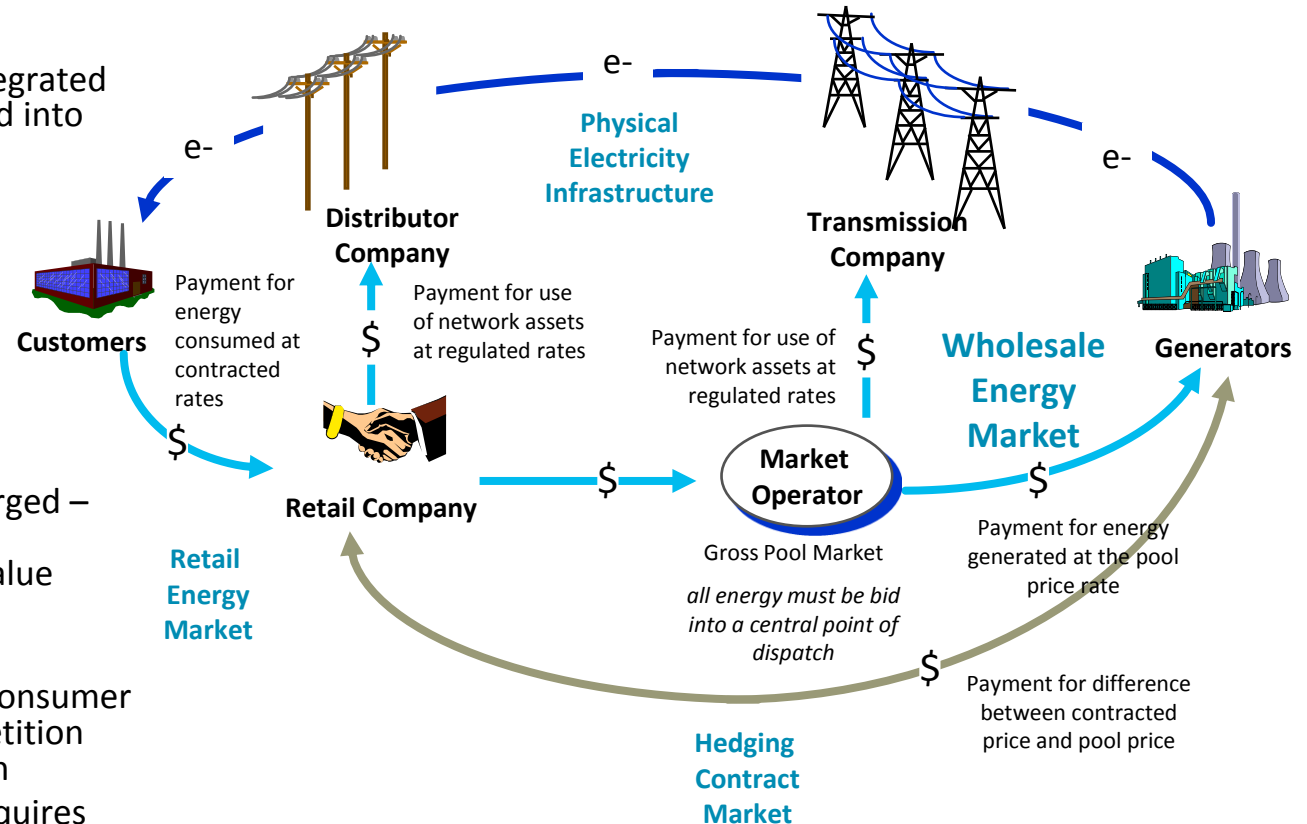 egrated
d into
rged –
alue
onsumer
etition
n
quires
e-
e-
e-
Physical
Electricity
Infrastructure
Distributor
Company
Transmission
Company
Customers
Payment for
energy
consumed at
contracted
rates
Payment for use
of network assets
at regulated rates
$
Payment for use of
network assets at
regulated rates
$
Wholesale
Energy
Market
Generators
$
Retail Company
$
Market
Operator
$
Gross Pool Market
all energy must be bid
into a central point of
dispatch
Payment for energy
generated at the pool
price rate
Retail
Energy
Market
$
Payment for difference
between contracted
price and pool price
Hedging
Contract
Market